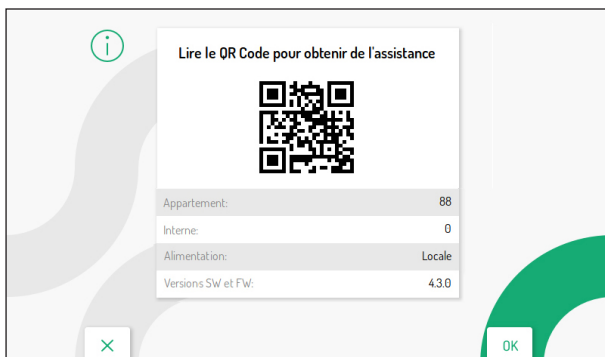 Lire le QR Code pour obtenir de l'assistance
Appartement: 88
Interne: 0
Alimentation: Locale
Versions SW et FW: 4.3.0
OK